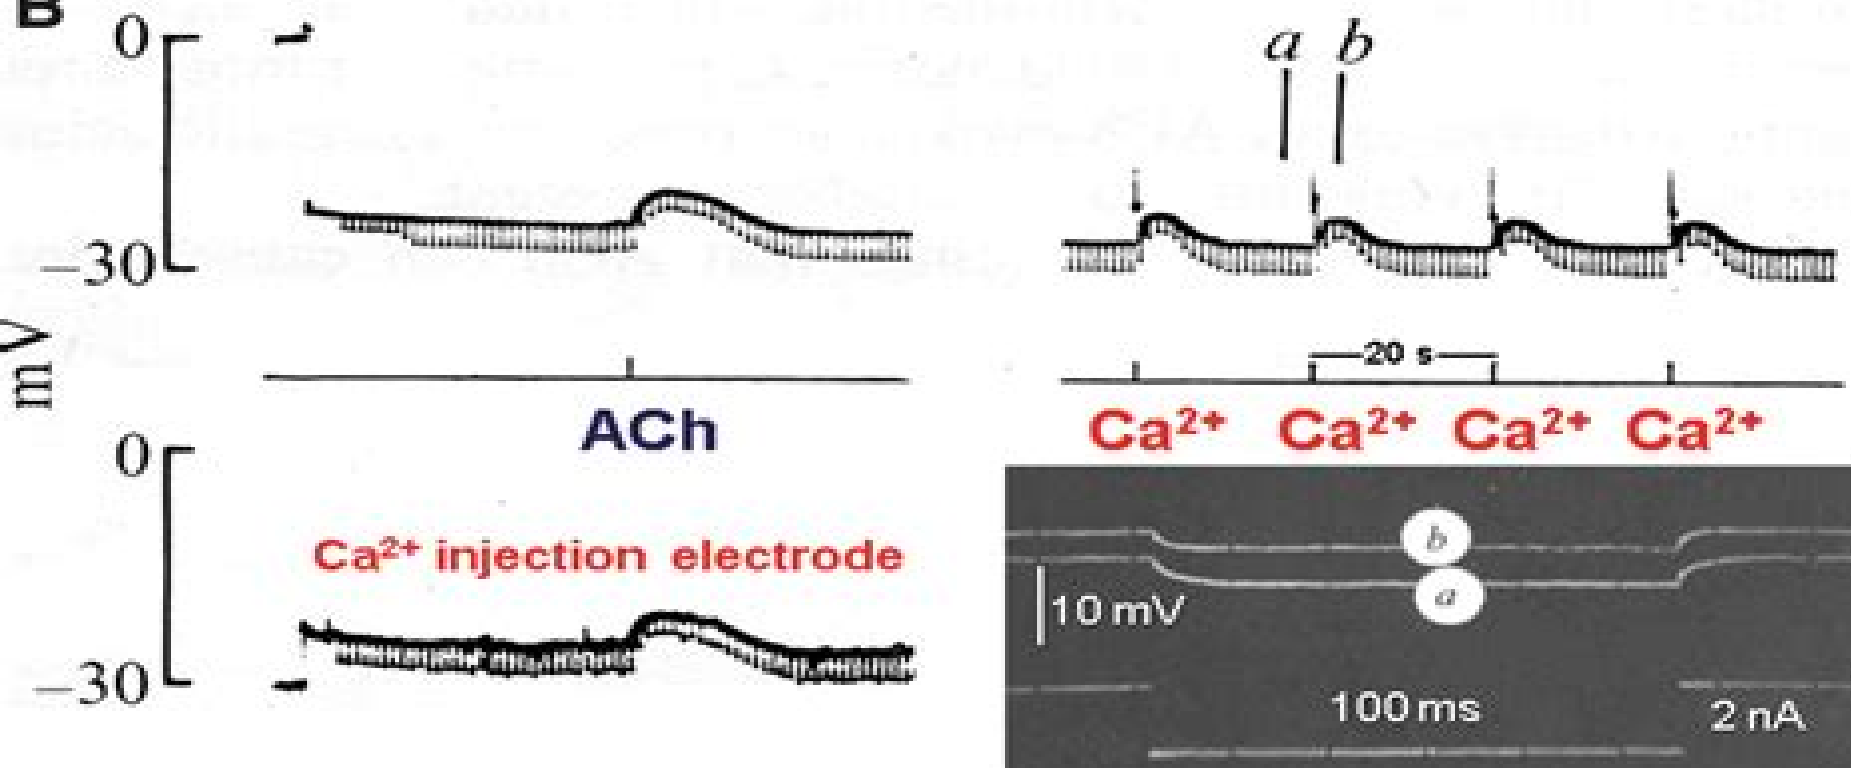 B
0
a b
–30
20 s
mV
ACh
Ca²⁺ Ca²⁺ Ca²⁺ Ca²⁺
0
Ca²⁺ injection electrode
b
a
10 mV
–30
100 ms
2 nA